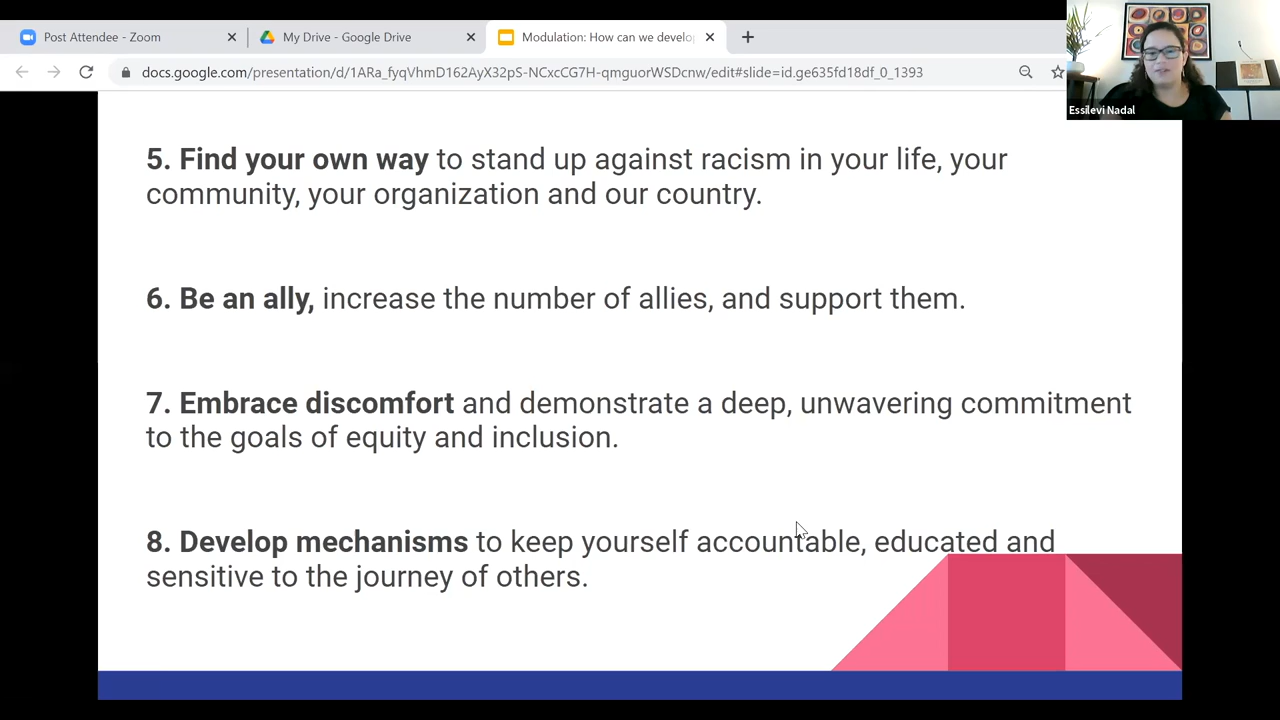 Post Attendee - Zoom
My Drive - Google Drive
Modulation: How can we develo
docs.google.com/presentation/d/1ARa_fyqVhmD162AyX32pS-NCxcCG7H-qmguorWSDcnw/edit#slide=id.ge635fd18df_0_1393
Essilevi Nadal
5. Find your own way to stand up against racism in your life, your
community, your organization and our country.
6. Be an ally, increase the number of allies, and support them.
7. Embrace discomfort and demonstrate a deep, unwavering commitment
to the goals of equity and inclusion.
8. Develop mechanisms to keep yourself accountable, educated and
sensitive to the journey of others.